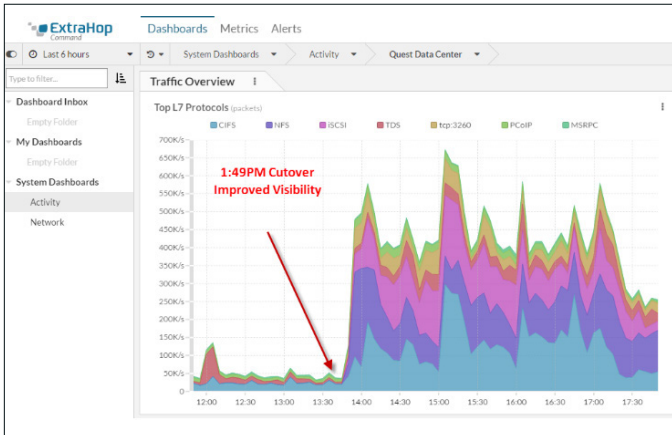 ExtraHop
Command
Dashboards Metrics Alerts
Last 6 hours
System Dashboards
Activity
Quest Data Center
Type to filter...
Traffic Overview
Dashboard Inbox
Empty Folder
My Dashboards
Empty Folder
System Dashboards
Activity
Network
Top L7 Protocols (packets)
CIFS NFS iSCSI TDS tcp:3260 PCoIP MSRPC
700K/s
650K/s
600K/s
550K/s
500K/s
450K/s
400K/s
350K/s
300K/s
250K/s
200K/s
150K/s
100K/s
50K/s
0
1:49PM Cutover
Improved Visibility
12:00 12:30 13:00 13:30 14:00 14:30 15:00 15:30 16:00 16:30 17:00 17:30